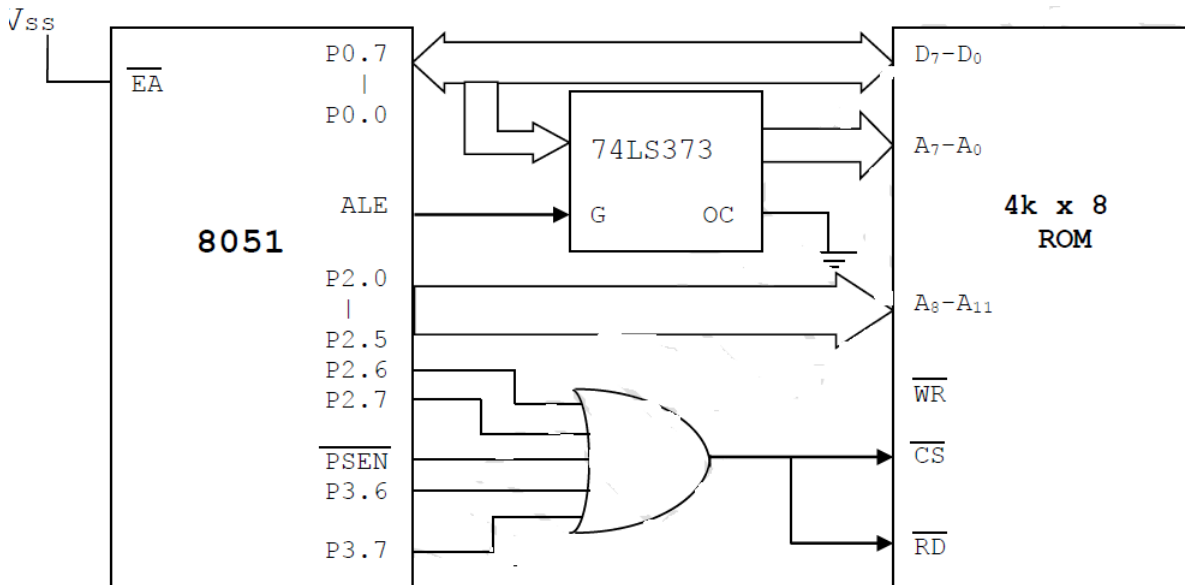 Vss
EA
P0.7
|
P0.0
ALE
8051
P2.0
|
P2.5
P2.6
P2.7
PSEN
P3.6
P3.7
74LS373
G OC
D₇-D₀
A₇-A₀
4k x 8
ROM
A₈-A₁₁
WR
CS
RD